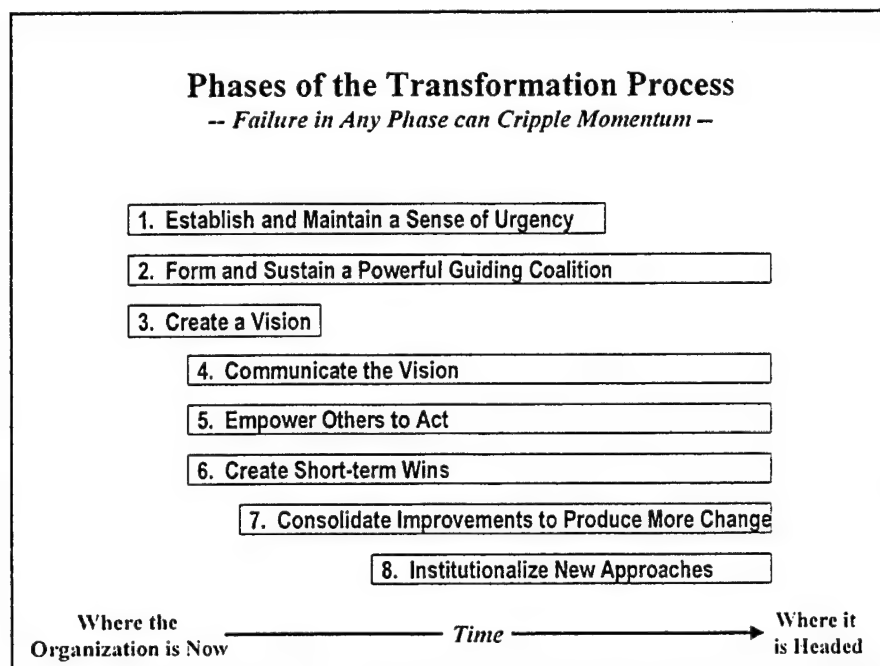 Phases of the Transformation Process
-- Failure in Any Phase can Cripple Momentum --
1. Establish and Maintain a Sense of Urgency
2. Form and Sustain a Powerful Guiding Coalition
3. Create a Vision
4. Communicate the Vision
5. Empower Others to Act
6. Create Short-term Wins
7. Consolidate Improvements to Produce More Change
8. Institutionalize New Approaches
Where the
Organization is Now
Time
Where it
is Headed